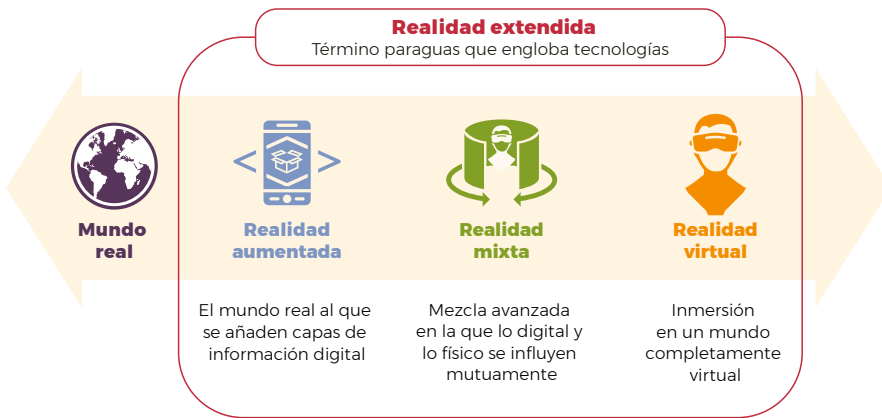 Realidad extendida
Término paraguas que engloba tecnologías
Mundo
real
Realidad
aumentada
Realidad
mixta
Realidad
virtual
El mundo real al que
se añaden capas de
información digital
Mezcla avanzada
en la que lo digital y
lo físico se influyen
mutuamente
Inmersión
en un mundo
completamente
virtual